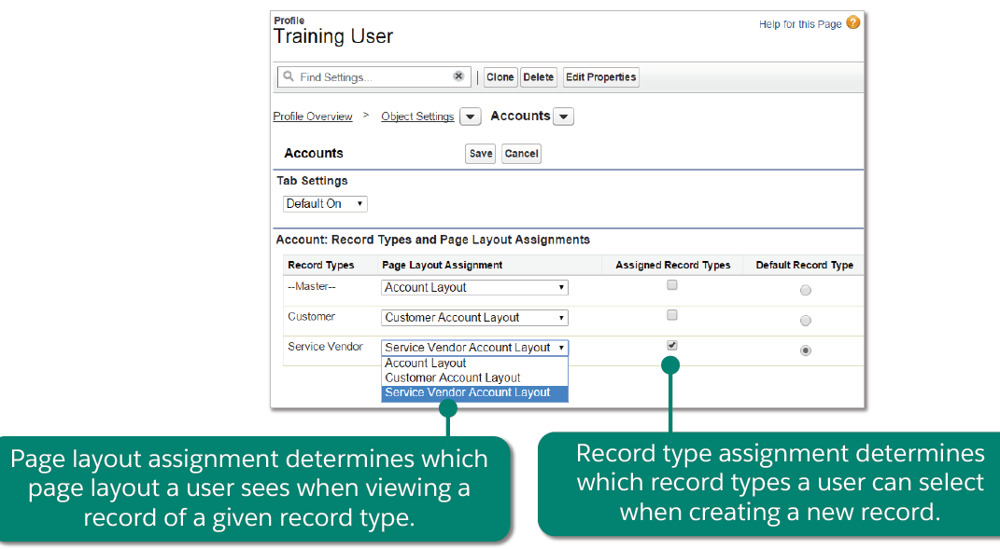 Profile
Training User
Help for this Page
Find Settings...
Clone Delete Edit Properties
Profile Overview > Object Settings Accounts
Accounts Save Cancel
Tab Settings
Default On
Account: Record Types and Page Layout Assignments
Record Types Page Layout Assignment Assigned Record Types Default Record Type
--Master-- Account Layout
Customer Customer Account Layout
Service Vendor Service Vendor Account Layout
Account Layout
Customer Account Layout
Service Vendor Account Layout
Page layout assignment determines which
page layout a user sees when viewing a
record of a given record type.
Record type assignment determines
which record types a user can select
when creating a new record.